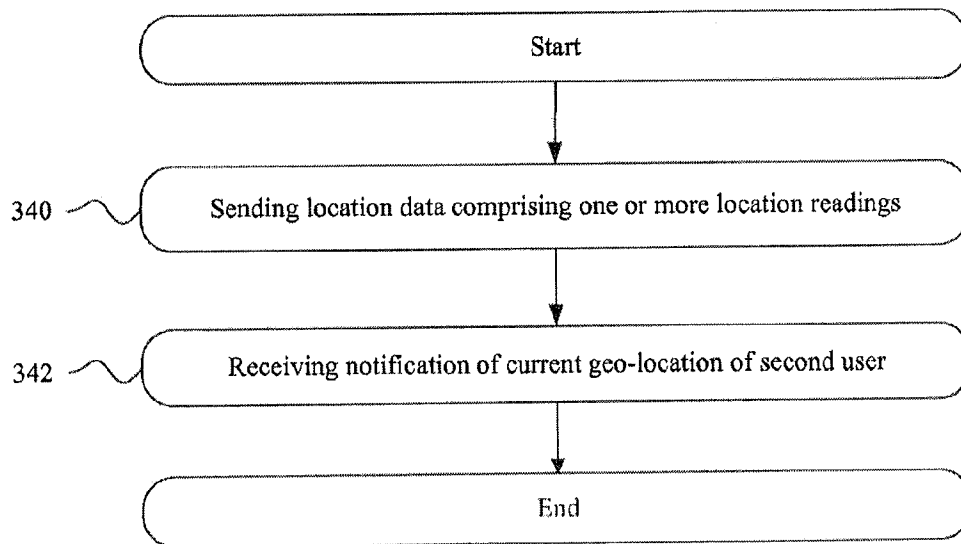 Start
340
Sending location data comprising one or more location readings
342
Receiving notification of current geo-location of second user
End